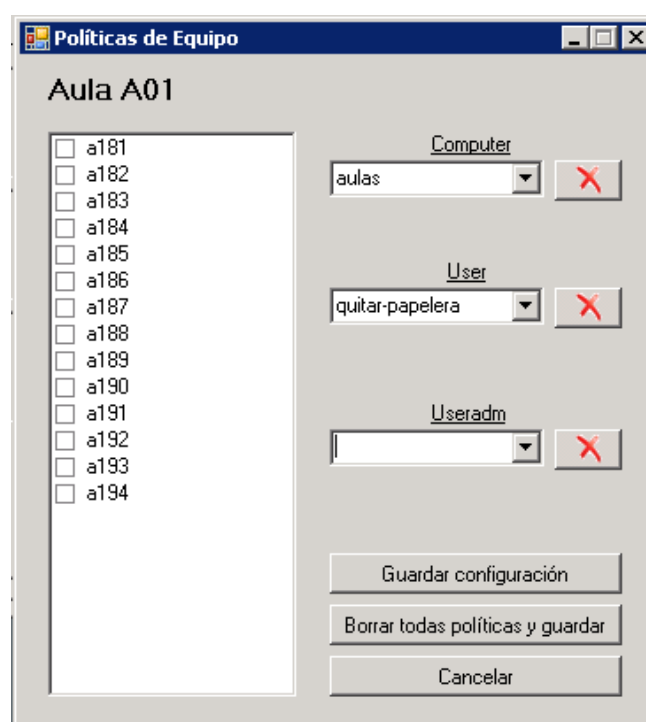 Políticas de Equipo
Aula A01
a181
a182
a183
a184
a185
a186
a187
a188
a189
a190
a191
a192
a193
a194
Computer
aulas
User
quitar-papelera
Useradm
Guardar configuración
Borrar todas políticas y guardar
Cancelar